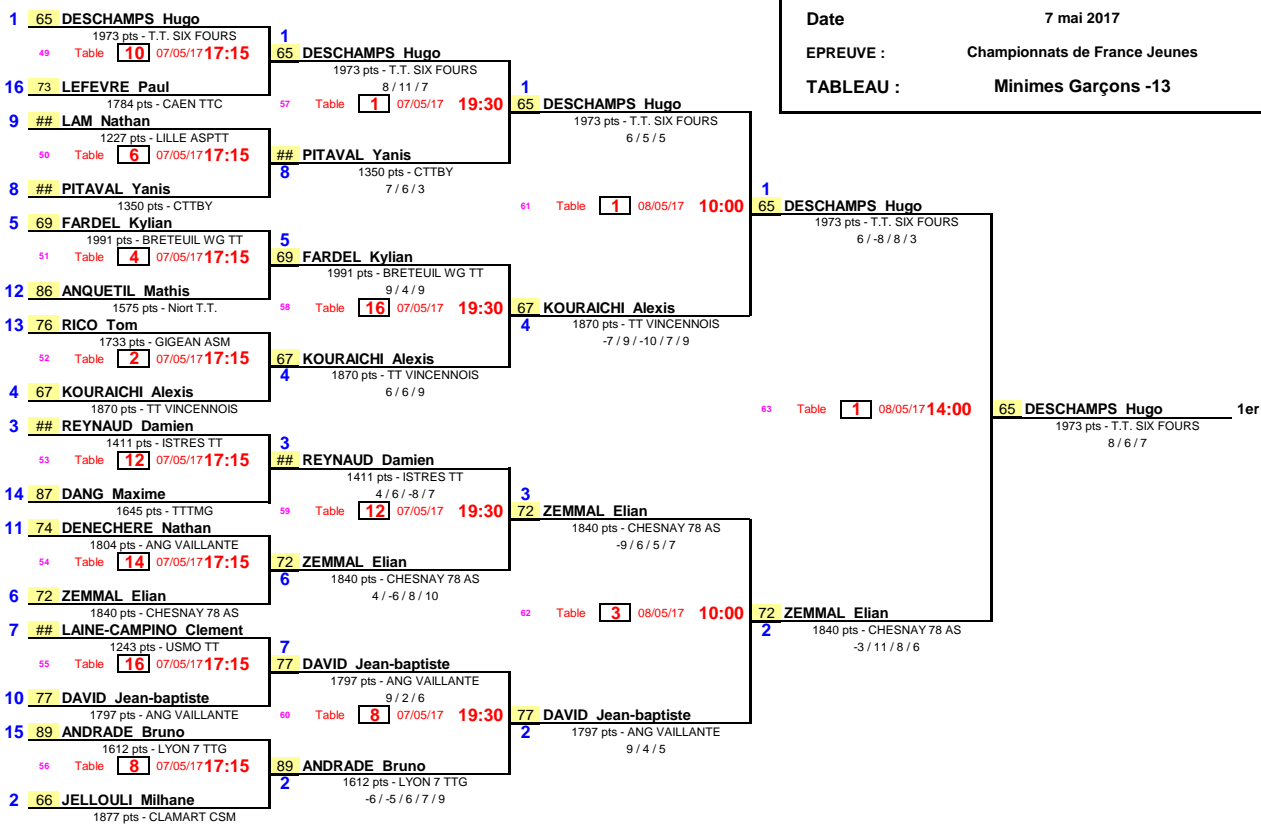 Date 7 mai 2017
EPREUVE : Championnats de France Jeunes
TABLEAU : Minimes Garçons -13
1 65 DESCHAMPS Hugo
1973 pts - T.T. SIX FOURS
49 Table 10 07/05/17 17:15
16 73 LEFEVRE Paul
1784 pts - CAEN TTC
9 ## LAM Nathan
1227 pts - LILLE ASPTT
50 Table 6 07/05/17 17:15
8 ## PITAVAL Yanis
1350 pts - CTTBY
5 69 FARDEL Kylian
1991 pts - BRETEUIL WG TT
51 Table 4 07/05/17 17:15
12 86 ANQUETIL Mathis
1575 pts - Niort T.T.
13 76 RICO Tom
1733 pts - GIGEAN ASM
52 Table 2 07/05/17 17:15
4 67 KOURAICHI Alexis
1870 pts - TT VINCENNOIS
3 ## REYNAUD Damien
1411 pts - ISTRES TT
53 Table 12 07/05/17 17:15
14 87 DANG Maxime
1645 pts - TTTMG
11 74 DENECHERE Nathan
1804 pts - ANG VAILLANTE
54 Table 14 07/05/17 17:15
6 72 ZEMMAL Elian
1840 pts - CHESNAY 78 AS
7 ## LAINE-CAMPINO Clement
1243 pts - USMO TT
55 Table 16 07/05/17 17:15
10 77 DAVID Jean-baptiste
1797 pts - ANG VAILLANTE
15 89 ANDRADE Bruno
1612 pts - LYON 7 TTG
56 Table 8 07/05/17 17:15
2 66 JELLOULI Milhane
1877 pts - CLAMART CSM
1
65 DESCHAMPS Hugo
1973 pts - T.T. SIX FOURS
8 / 11 / 7
57 Table 1 07/05/17 19:30
## PITAVAL Yanis
8
1350 pts - CTTBY
7 / 6 / 3
5
69 FARDEL Kylian
1991 pts - BRETEUIL WG TT
9 / 4 / 9
58 Table 16 07/05/17 19:30
67 KOURAICHI Alexis
4
1870 pts - TT VINCENNOIS
6 / 6 / 9
3
## REYNAUD Damien
1411 pts - ISTRES TT
4 / 6 / -8 / 7
59 Table 12 07/05/17 19:30
72 ZEMMAL Elian
6
1840 pts - CHESNAY 78 AS
4 / -6 / 8 / 10
7
77 DAVID Jean-baptiste
1797 pts - ANG VAILLANTE
9 / 2 / 6
60 Table 8 07/05/17 19:30
89 ANDRADE Bruno
2
1612 pts - LYON 7 TTG
-6 / -5 / 6 / 7 / 9
1
65 DESCHAMPS Hugo
1973 pts - T.T. SIX FOURS
6 / 5 / 5
61 Table 1 08/05/17 10:00
67 KOURAICHI Alexis
4
1870 pts - TT VINCENNOIS
-7 / 9 / -10 / 7 / 9
3
72 ZEMMAL Elian
1840 pts - CHESNAY 78 AS
-9 / 6 / 5 / 7
62 Table 3 08/05/17 10:00
77 DAVID Jean-baptiste
2
1797 pts - ANG VAILLANTE
9 / 4 / 5
1
65 DESCHAMPS Hugo
1973 pts - T.T. SIX FOURS
6 / -8 / 8 / 3
63 Table 1 08/05/17 14:00
72 ZEMMAL Elian
2
1840 pts - CHESNAY 78 AS
-3 / 11 / 8 / 6
65 DESCHAMPS Hugo 1er
1973 pts - T.T. SIX FOURS
8 / 6 / 7